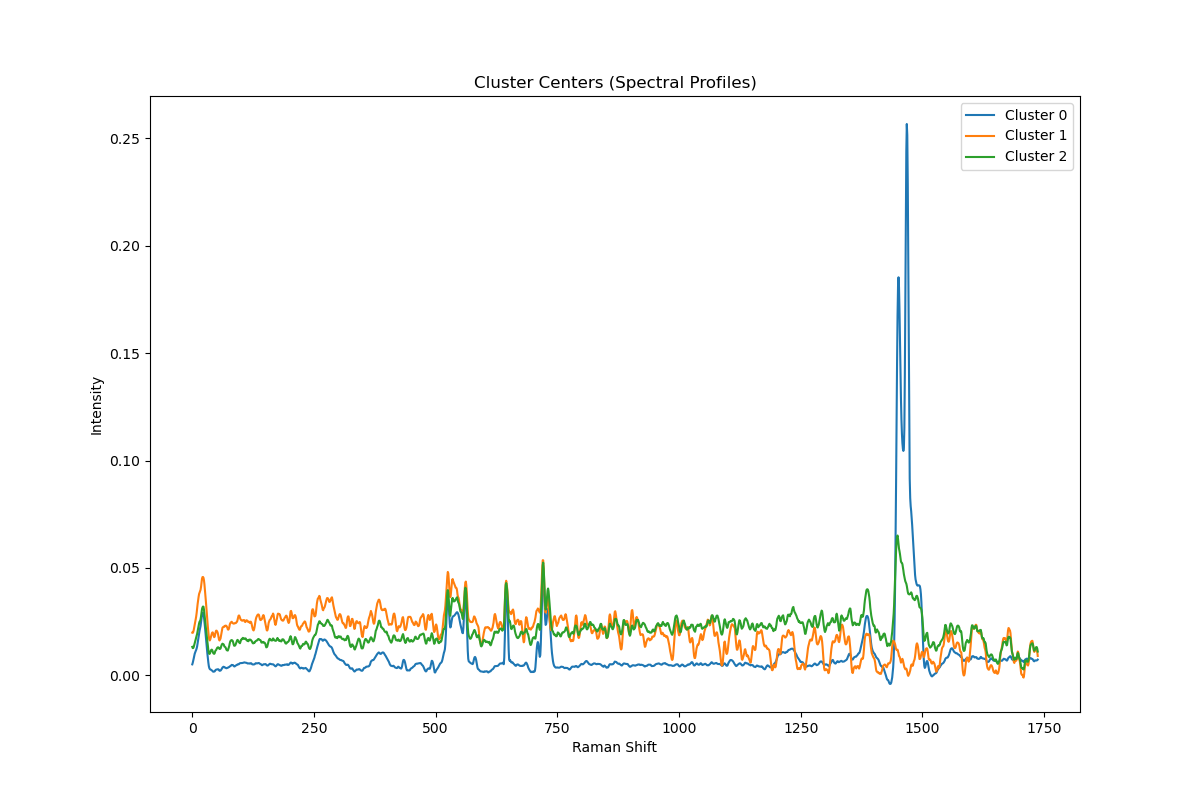 Cluster Centers (Spectral Profiles)
Cluster 0
Cluster 1
Cluster 2
Intensity
0.25
0.20
0.15
0.10
0.05
0.00
0 250 500 750 1000 1250 1500 1750
Raman Shift